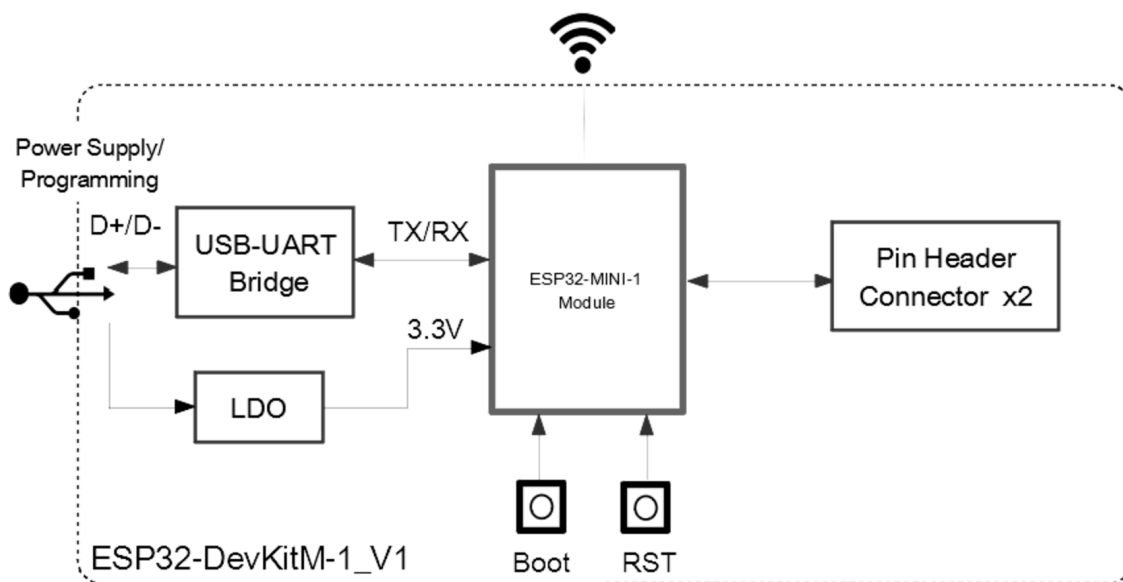 Power Supply/
Programming
D+/D-
USB-UART
Bridge
TX/RX
ESP32-MINI-1
Module
Pin Header
Connector x2
3.3V
LDO
Boot
RST
ESP32-DevKitM-1_V1